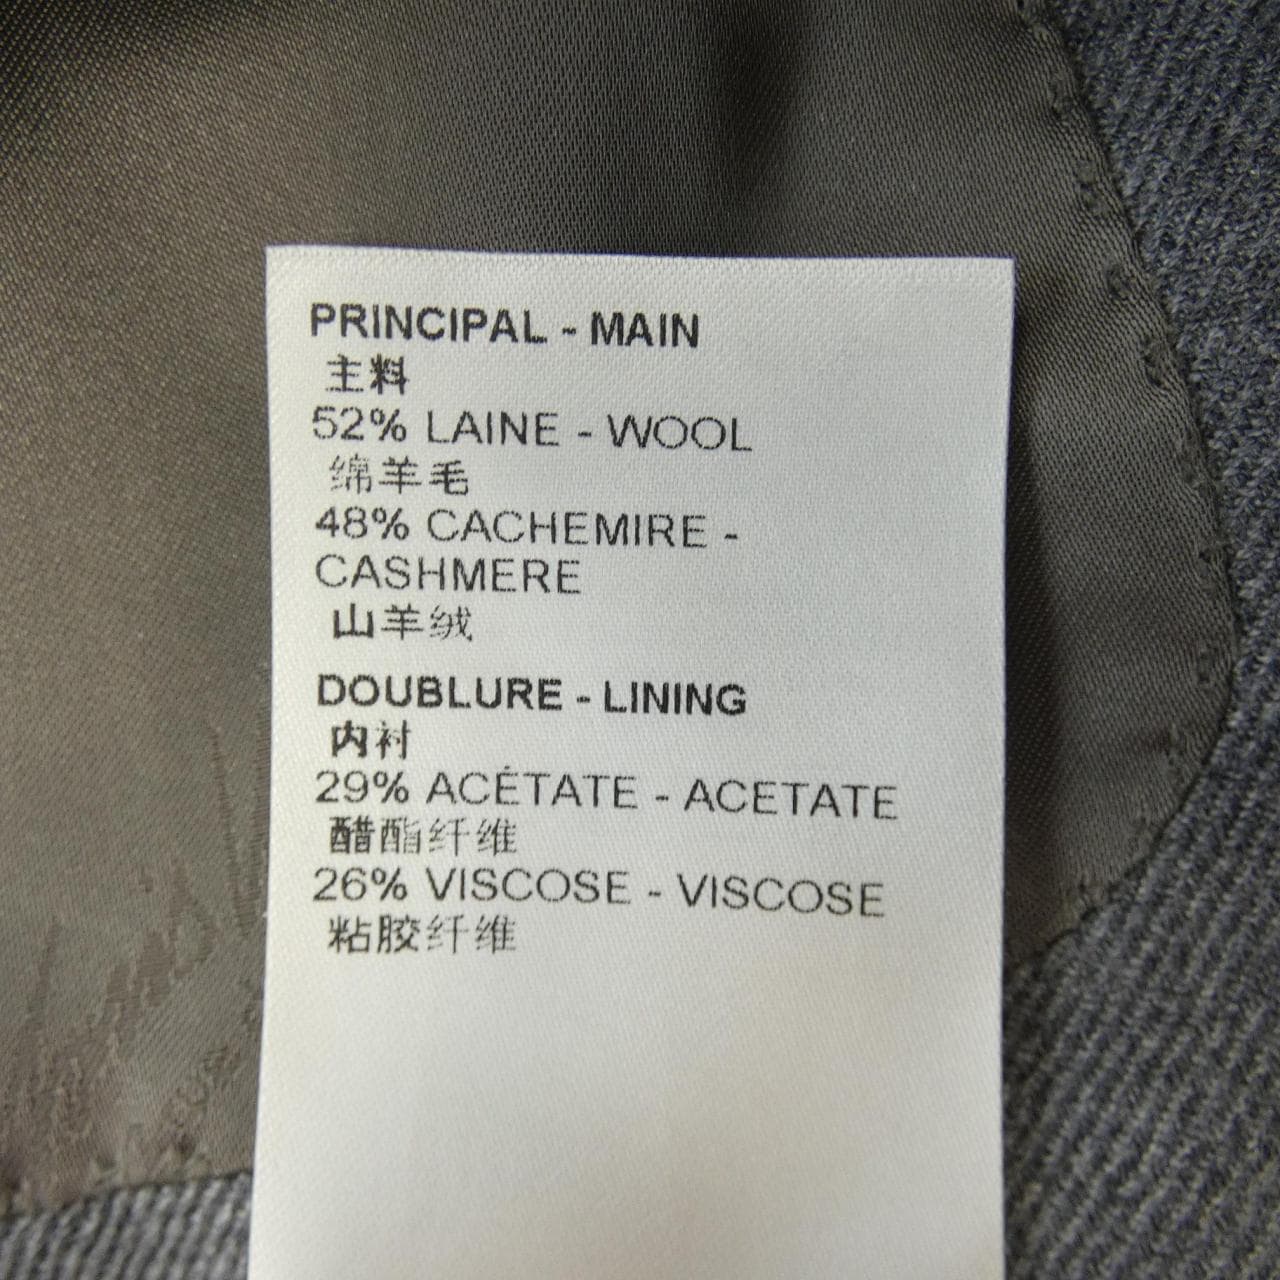 PRINCIPAL - MAIN
主料
52% LAINE - WOOL
绵羊毛
48% CACHEMIRE -
CASHMERE
山羊绒
DOUBLURE - LINING
内衬
29% ACÉTATE - ACETATE
醋酯纤维
26% VISCOSE - VISCOSE
粘胶纤维